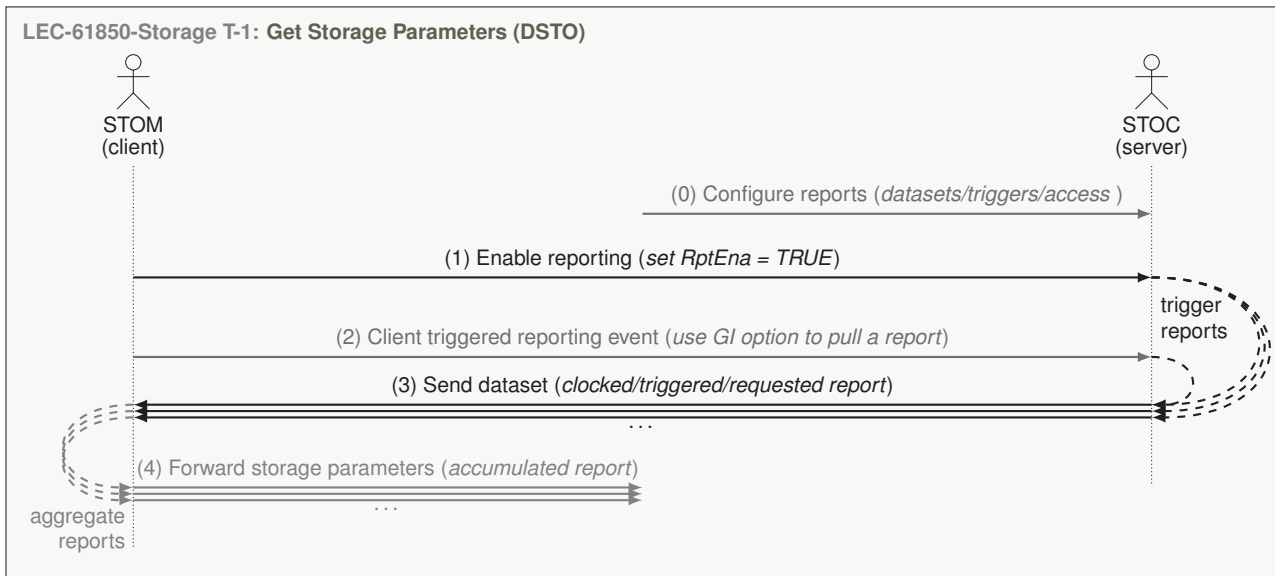 LEC-61850-Storage T-1: Get Storage Parameters (DSTO)
STOM
(client)
STOC
(server)
(0) Configure reports (datasets/triggers/access )
(1) Enable reporting (set RptEna = TRUE)
trigger
reports
(2) Client triggered reporting event (use GI option to pull a report)
(3) Send dataset (clocked/triggered/requested report)
...
(4) Forward storage parameters (accumulated report)
...
aggregate
reports